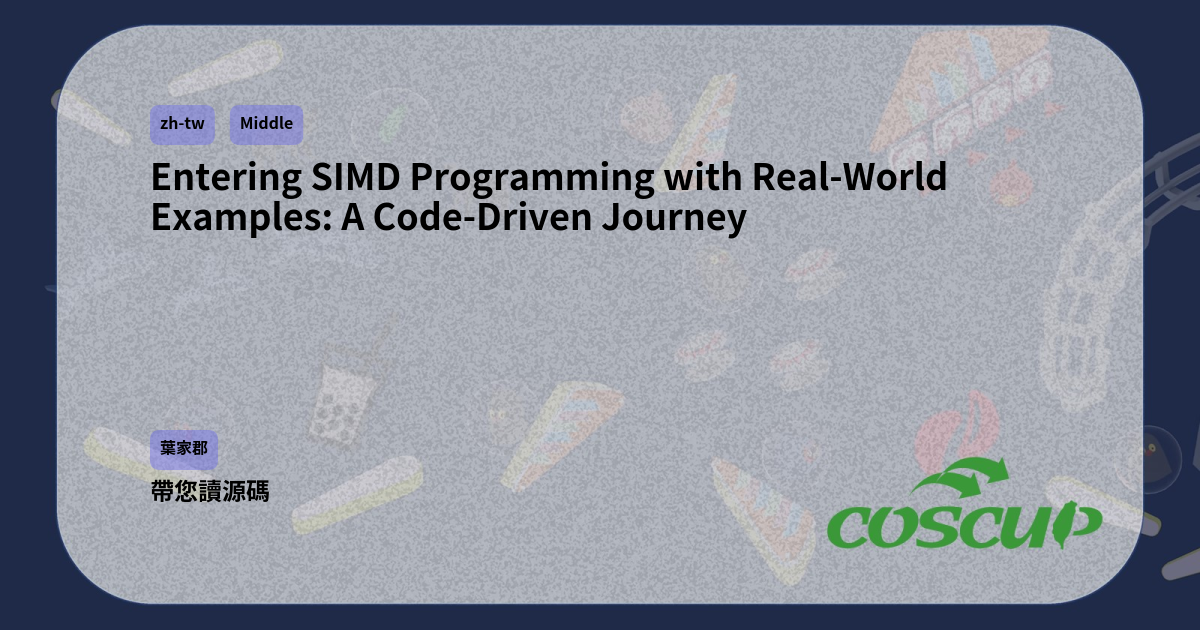 zh-tw Middle
Entering SIMD Programming with Real-World
Examples: A Code-Driven Journey
葉家郡
帶您讀源碼
COSCUP